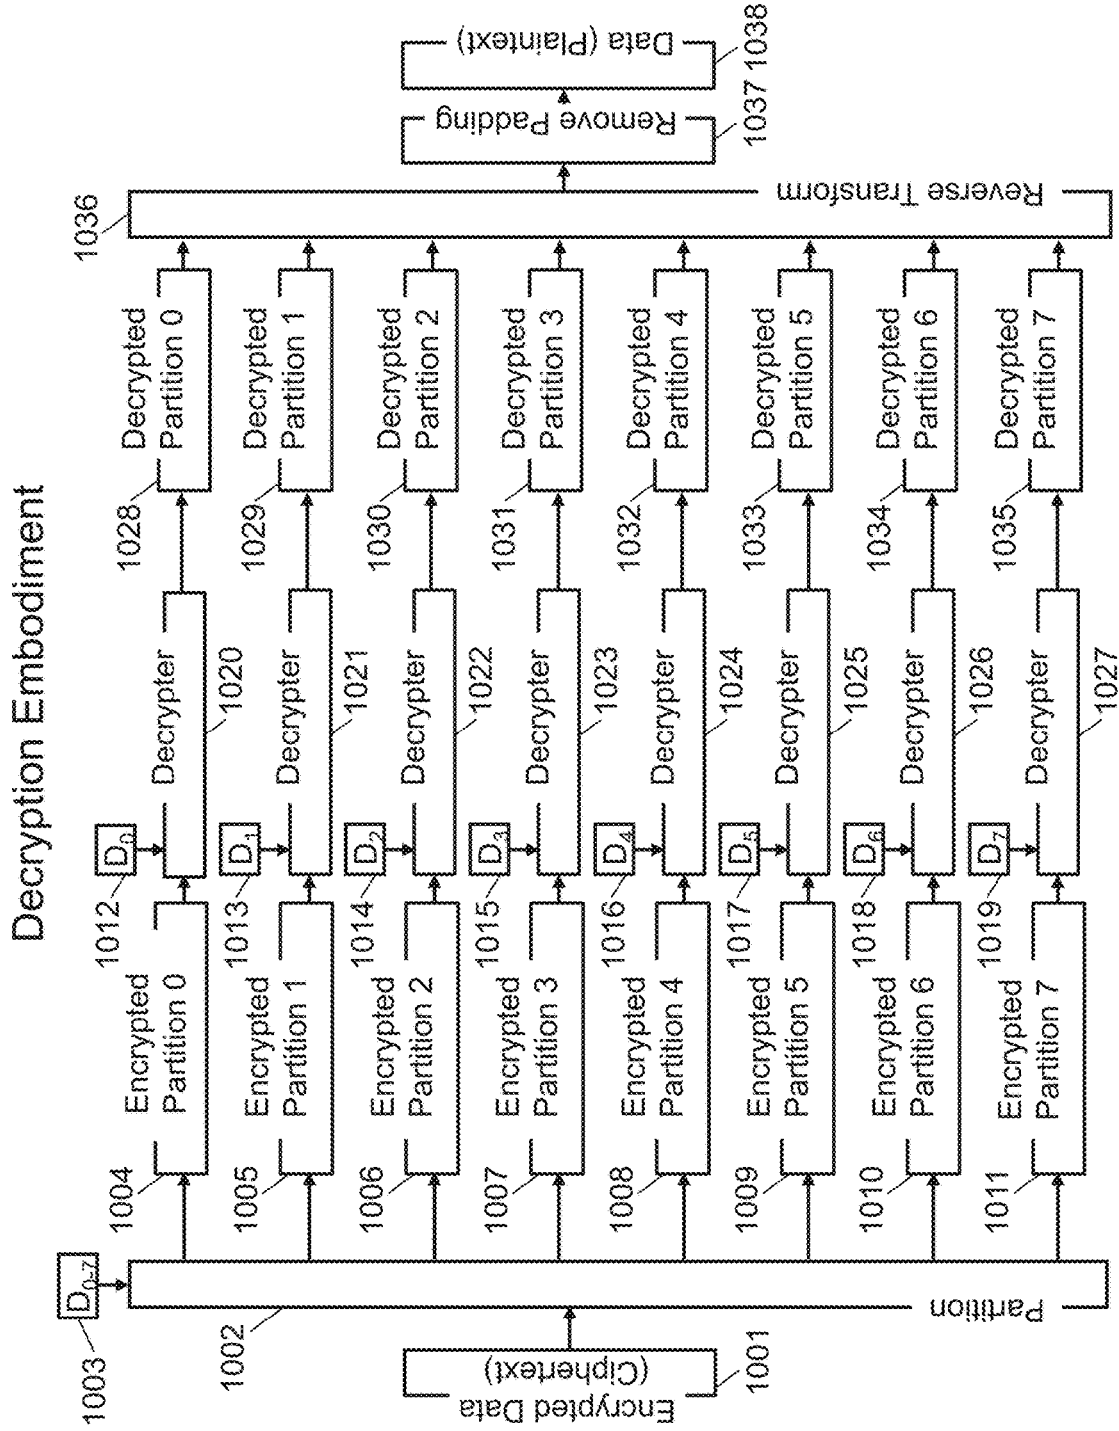 Decryption Embodiment
1003
D0-7
1002
Partition
1001
Encrypted Data
(Ciphertext)
1004
Encrypted
Partition 0
1012
D0
Decrypter
1020
1028
Decrypted
Partition 0
1005
Encrypted
Partition 1
1013
D1
Decrypter
1021
1029
Decrypted
Partition 1
1006
Encrypted
Partition 2
1014
D2
Decrypter
1022
1030
Decrypted
Partition 2
1007
Encrypted
Partition 3
1015
D3
Decrypter
1023
1031
Decrypted
Partition 3
1008
Encrypted
Partition 4
1016
D4
Decrypter
1024
1032
Decrypted
Partition 4
1009
Encrypted
Partition 5
1017
D5
Decrypter
1025
1033
Decrypted
Partition 5
1010
Encrypted
Partition 6
1018
D6
Decrypter
1026
1034
Decrypted
Partition 6
1011
Encrypted
Partition 7
1019
D7
Decrypter
1027
1035
Decrypted
Partition 7
1036
Reverse Transform
Remove Padding
1037
Data (Plaintext)
1038